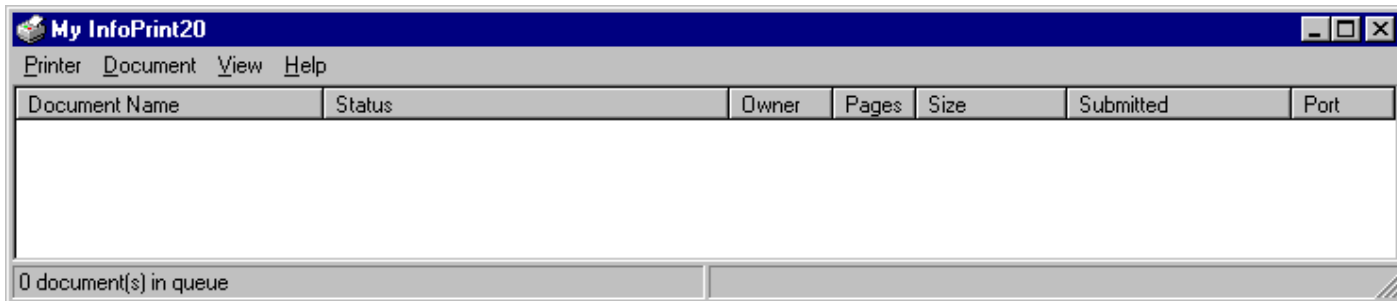 My InfoPrint20
Printer Document View Help
Document Name Status Owner Pages Size Submitted Port
0 document(s) in queue